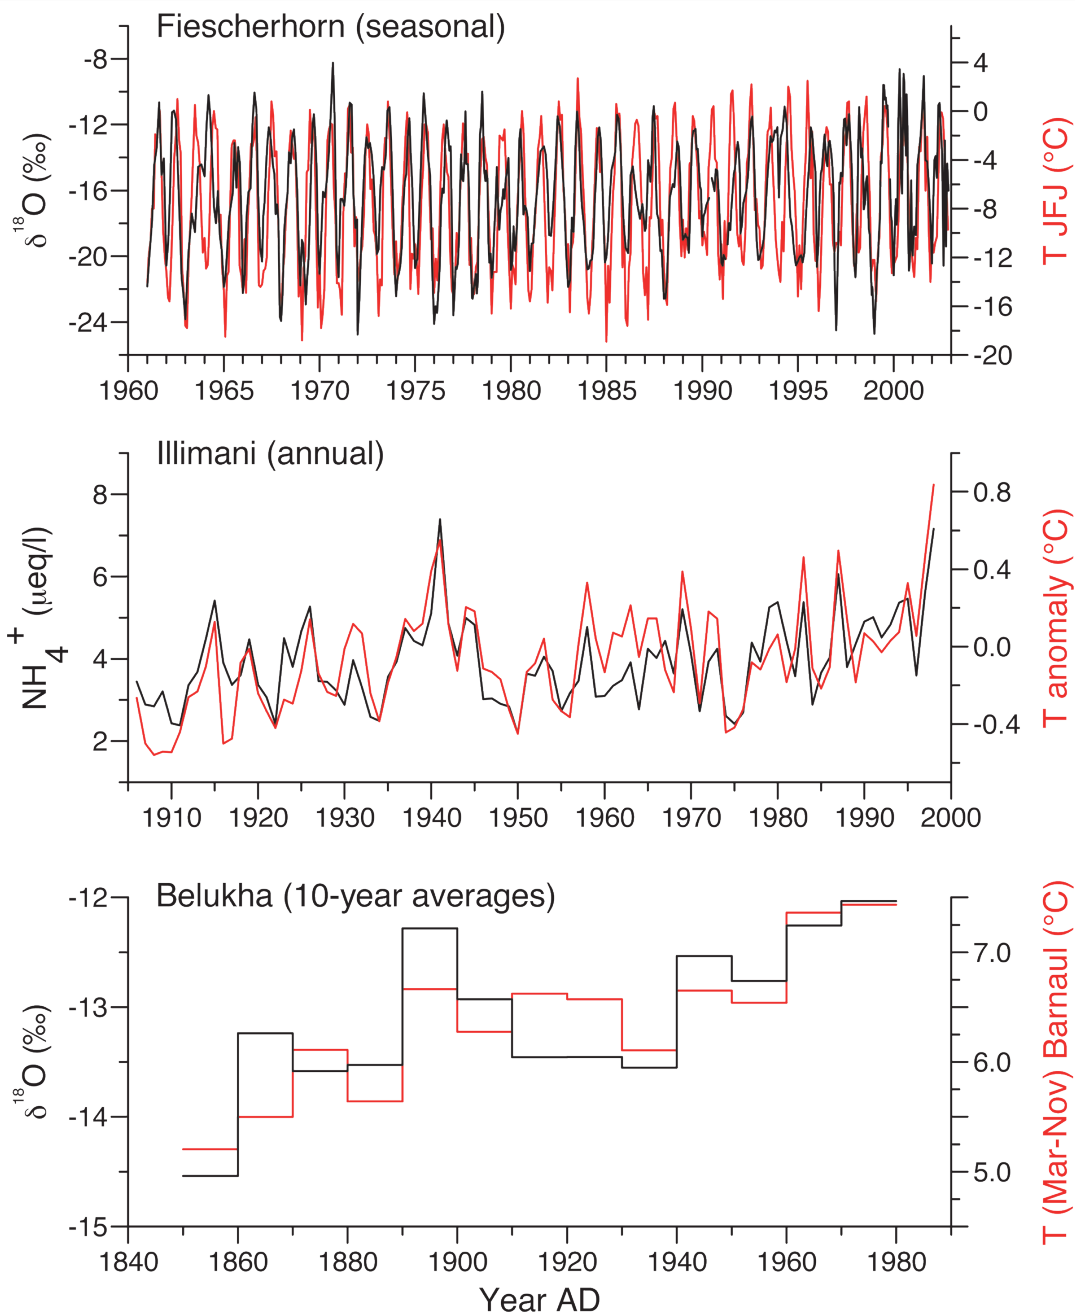 Fiescherhorn (seasonal)
δ ¹⁸O (‰)
-8
-12
-16
-20
-24
4
0
-4
-8
-12
-16
-20
T JFJ (°C)
1960 1965 1970 1975 1980 1985 1990 1995 2000
Illimani (annual)
NH₄⁺ (μeq/l)
8
6
4
2
0.8
0.4
0.0
-0.4
T anomaly (°C)
1910 1920 1930 1940 1950 1960 1970 1980 1990 2000
Belukha (10-year averages)
δ ¹⁸O (‰)
-12
-13
-14
-15
7.0
6.0
5.0
T (Mar-Nov) Barnaul (°C)
1840 1860 1880 1900 1920 1940 1960 1980
Year AD